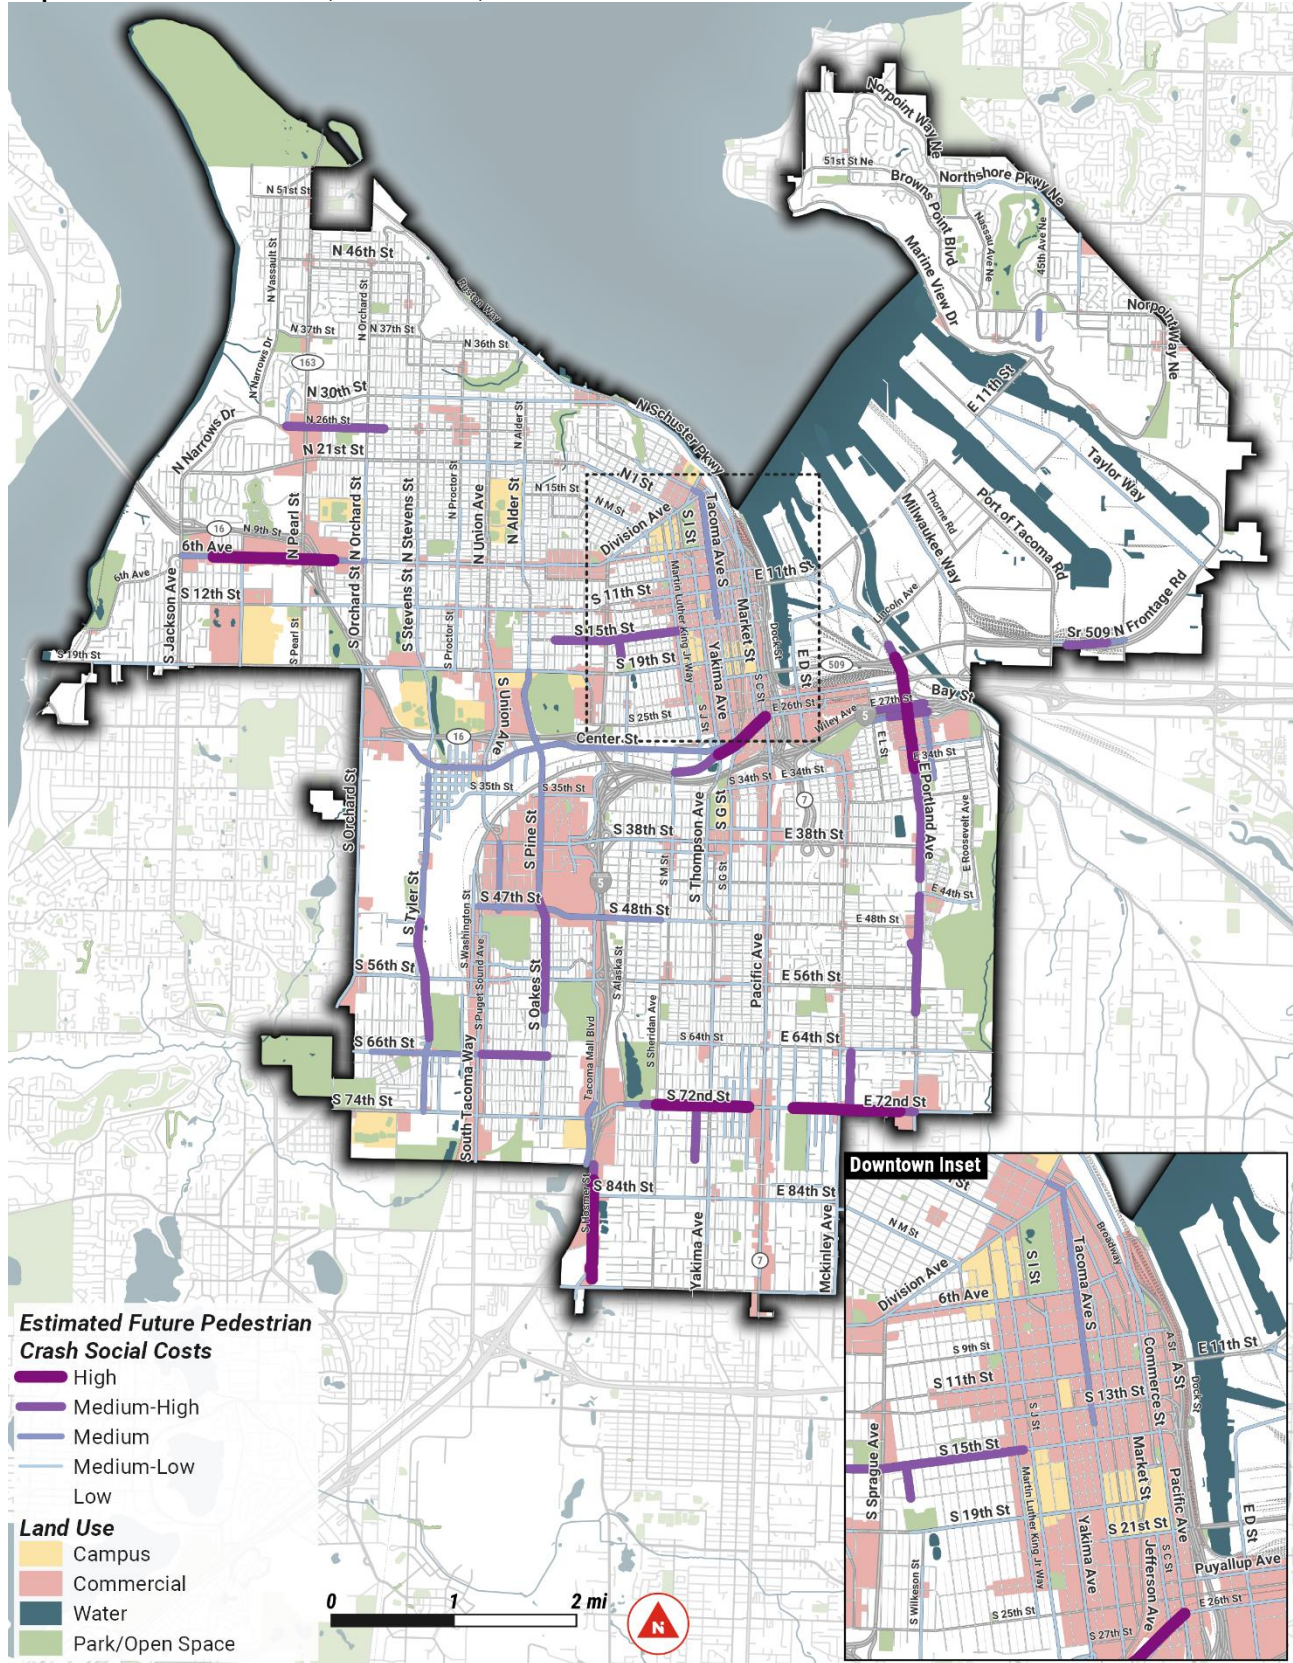 Norpoint Way Ne
51st St Ne
Browns Point Blvd
Northshore Pkwy Ne
Nassau Ave Ne
45th Ave Ne
Marine View Dr
Norpoint Way Ne
N 51st St
N 46th St
N Vassault St
N Orchard St
Ruston Way
N 37th St
N 37th St
N 36th St
163
N Narrows Dr
N 30th St
N Alder St
N Schuster Pkwy
E 11th St
N 26th St
N Narrows Dr
N 21st St
Taylor Way
N Proctor St
N 15th St
N I St
N M St
Thorne Rd
Port of Tacoma Rd
Milwaukee Way
N Pearl St
N Orchard St
N Stevens St
N Union Ave
N Alder St
Division Ave
S I St
Tacoma Ave S
16
N 9th St
6th Ave
6th Ave
E 11th St
Lincoln Ave
S 12th St
S 11th St
Martin Luther King Jr Way
Market St
Dock St
Sr 509 N Frontage Rd
S Jackson Ave
S Pearl St
S Orchard St
S Stevens St
S Proctor St
S 15th St
S 19th St
S 19th St
Yakima Ave
E D St
509
S Union Ave
S J St
S C St
S 25th St
E 26th St
E 27th St
Bay St
16
Center St
Wiley Ave
5
E L St
S 35th St
S 35th St
S 34th St
E 34th St
E 34th St
S Orchard St
S Pine St
S G St
7
E Portland Ave
S 38th St
E 38th St
E Roosevelt Ave
S M St
S Thompson Ave
S G St
5
S Tyler St
S 47th St
S 48th St
E 44th St
E 48th St
S Washington St
S Puget Sound Ave
S 56th St
S Oakes St
S Alaska St
Pacific Ave
E 56th St
S Sheridan Ave
S 66th St
S 64th St
E 64th St
Tacoma Mall Blvd
South Tacoma Way
S 74th St
S 72nd St
E 72nd St
S Hosmer St
S 84th St
E 84th St
Yakima Ave
Mckinley Ave
7
Downtown Inset
N M St
Broadway
Division Ave
S I St
Tacoma Ave S
6th Ave
S 9th St
Commerce St
A St
A St
E 11th St
S 11th St
S 13th St
Dock St
S J St
S Sprague Ave
S 15th St
Market St
Pacific Ave
Martin Luther King Jr Way
S 19th St
S 21st St
E D St
Yakima Ave
Jefferson Ave
S C St
Puyallup Ave
S Wilkeson St
S 25th St
E 26th St
S 27th St
Estimated Future Pedestrian
Crash Social Costs
High
Medium-High
Medium
Medium-Low
Low
Land Use
Campus
Commercial
Water
Park/Open Space
0 1 2 mi
N